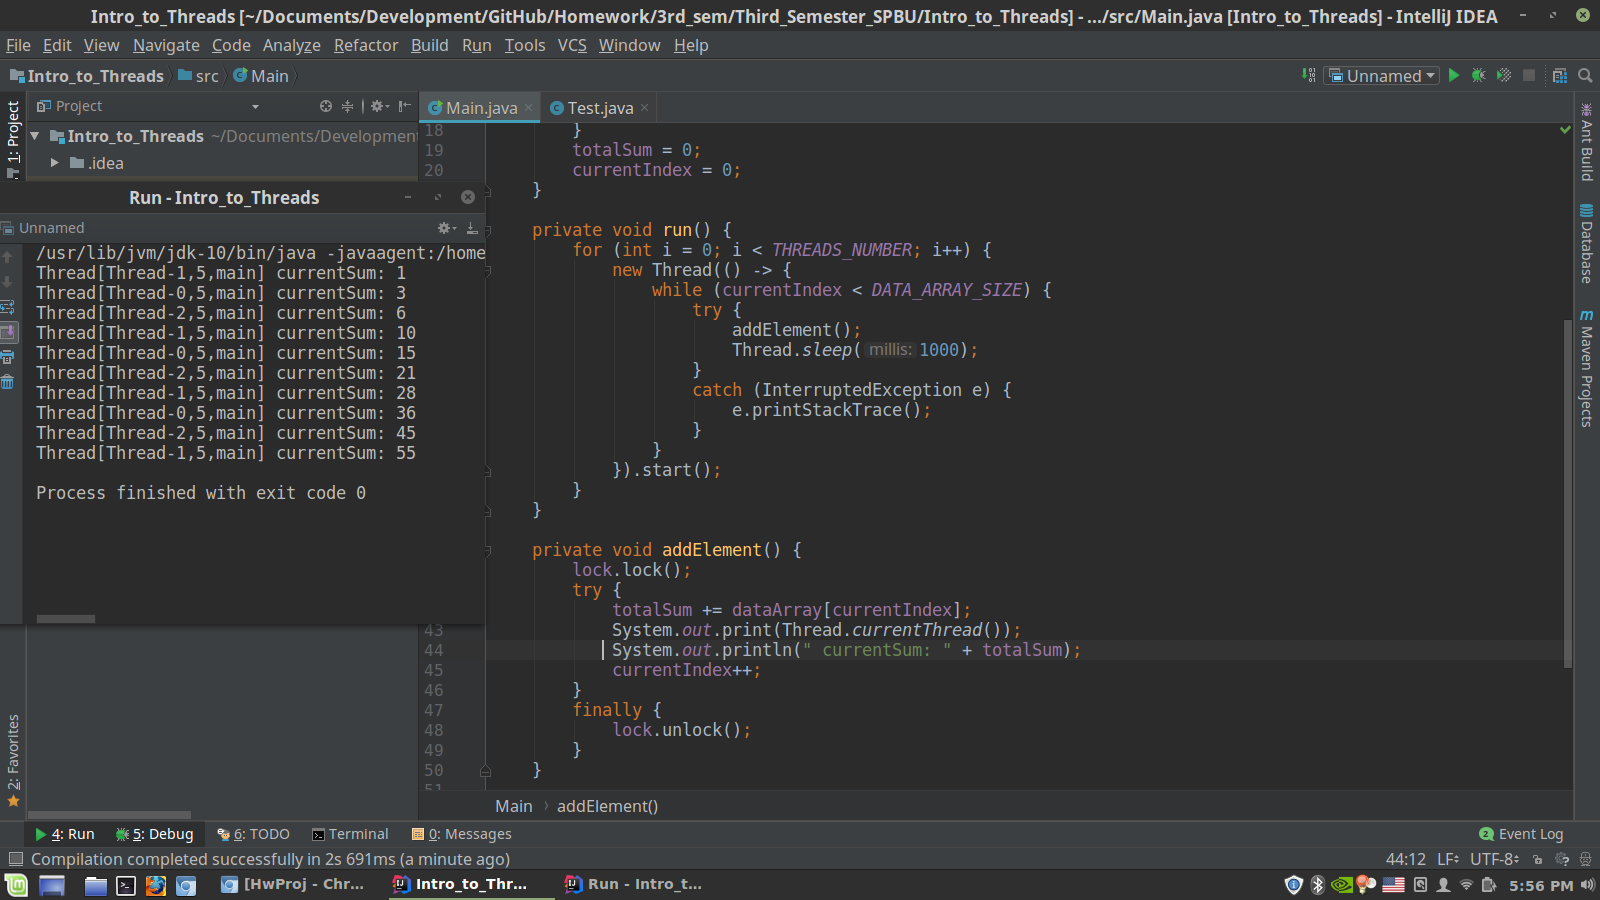 Intro_to_Threads [~/Documents/Development/GitHub/Homework/3rd_sem/Third_Semester_SPBU/Intro_to_Threads] - .../src/Main.java [Intro_to_Threads] - IntelliJ IDEA
File Edit View Navigate Code Analyze Refactor Build Run Tools VCS Window Help
Intro_to_Threads src Main
Unnamed
1: Project
Project
Intro_to_Threads ~/Documents/Development
.idea
Run - Intro_to_Threads
Unnamed
/usr/lib/jvm/jdk-10/bin/java -javaagent:/home
Thread[Thread-1,5,main] currentSum: 1
Thread[Thread-0,5,main] currentSum: 3
Thread[Thread-2,5,main] currentSum: 6
Thread[Thread-1,5,main] currentSum: 10
Thread[Thread-0,5,main] currentSum: 15
Thread[Thread-2,5,main] currentSum: 21
Thread[Thread-1,5,main] currentSum: 28
Thread[Thread-0,5,main] currentSum: 36
Thread[Thread-2,5,main] currentSum: 45
Thread[Thread-1,5,main] currentSum: 55
Process finished with exit code 0
2: Favorites
Main.java Test.java
18 }
19 totalSum = 0;
20 currentIndex = 0;
}
private void run() {
for (int i = 0; i < THREADS_NUMBER; i++) {
new Thread(() -> {
while (currentIndex < DATA_ARRAY_SIZE) {
try {
addElement();
Thread.sleep( millis: 1000);
}
catch (InterruptedException e) {
e.printStackTrace();
}
}
}).start();
}
}
private void addElement() {
lock.lock();
try {
totalSum += dataArray[currentIndex];
43 System.out.print(Thread.currentThread());
44 System.out.println(" currentSum: " + totalSum);
45 currentIndex++;
46 }
47 finally {
48 lock.unlock();
49 }
50 }
51
Main addElement()
Ant Build
Database
m Maven Projects
4: Run 5: Debug 6: TODO Terminal 0: Messages 2 Event Log
Compilation completed successfully in 2s 691ms (a minute ago) 44:12 LF UTF-8
[HwProj - Chr... Intro_to_Thr... Run - Intro_t... 5:56 PM